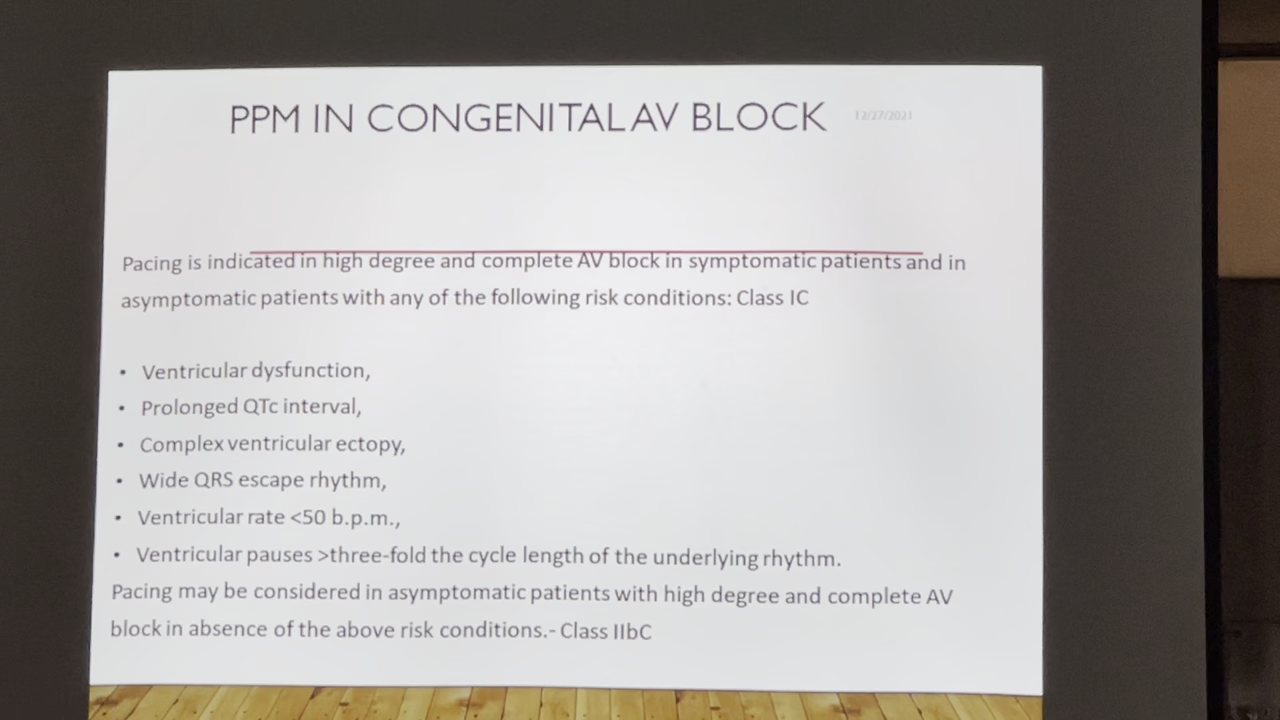 PPM IN CONGENITAL AV BLOCK
12/27/2021
Pacing is indicated in high degree and complete AV block in symptomatic patients and in
asymptomatic patients with any of the following risk conditions: Class IC
• Ventricular dysfunction,
• Prolonged QTc interval,
• Complex ventricular ectopy,
• Wide QRS escape rhythm,
• Ventricular rate <50 b.p.m.,
• Ventricular pauses >three-fold the cycle length of the underlying rhythm.
Pacing may be considered in asymptomatic patients with high degree and complete AV
block in absence of the above risk conditions.- Class IIbC